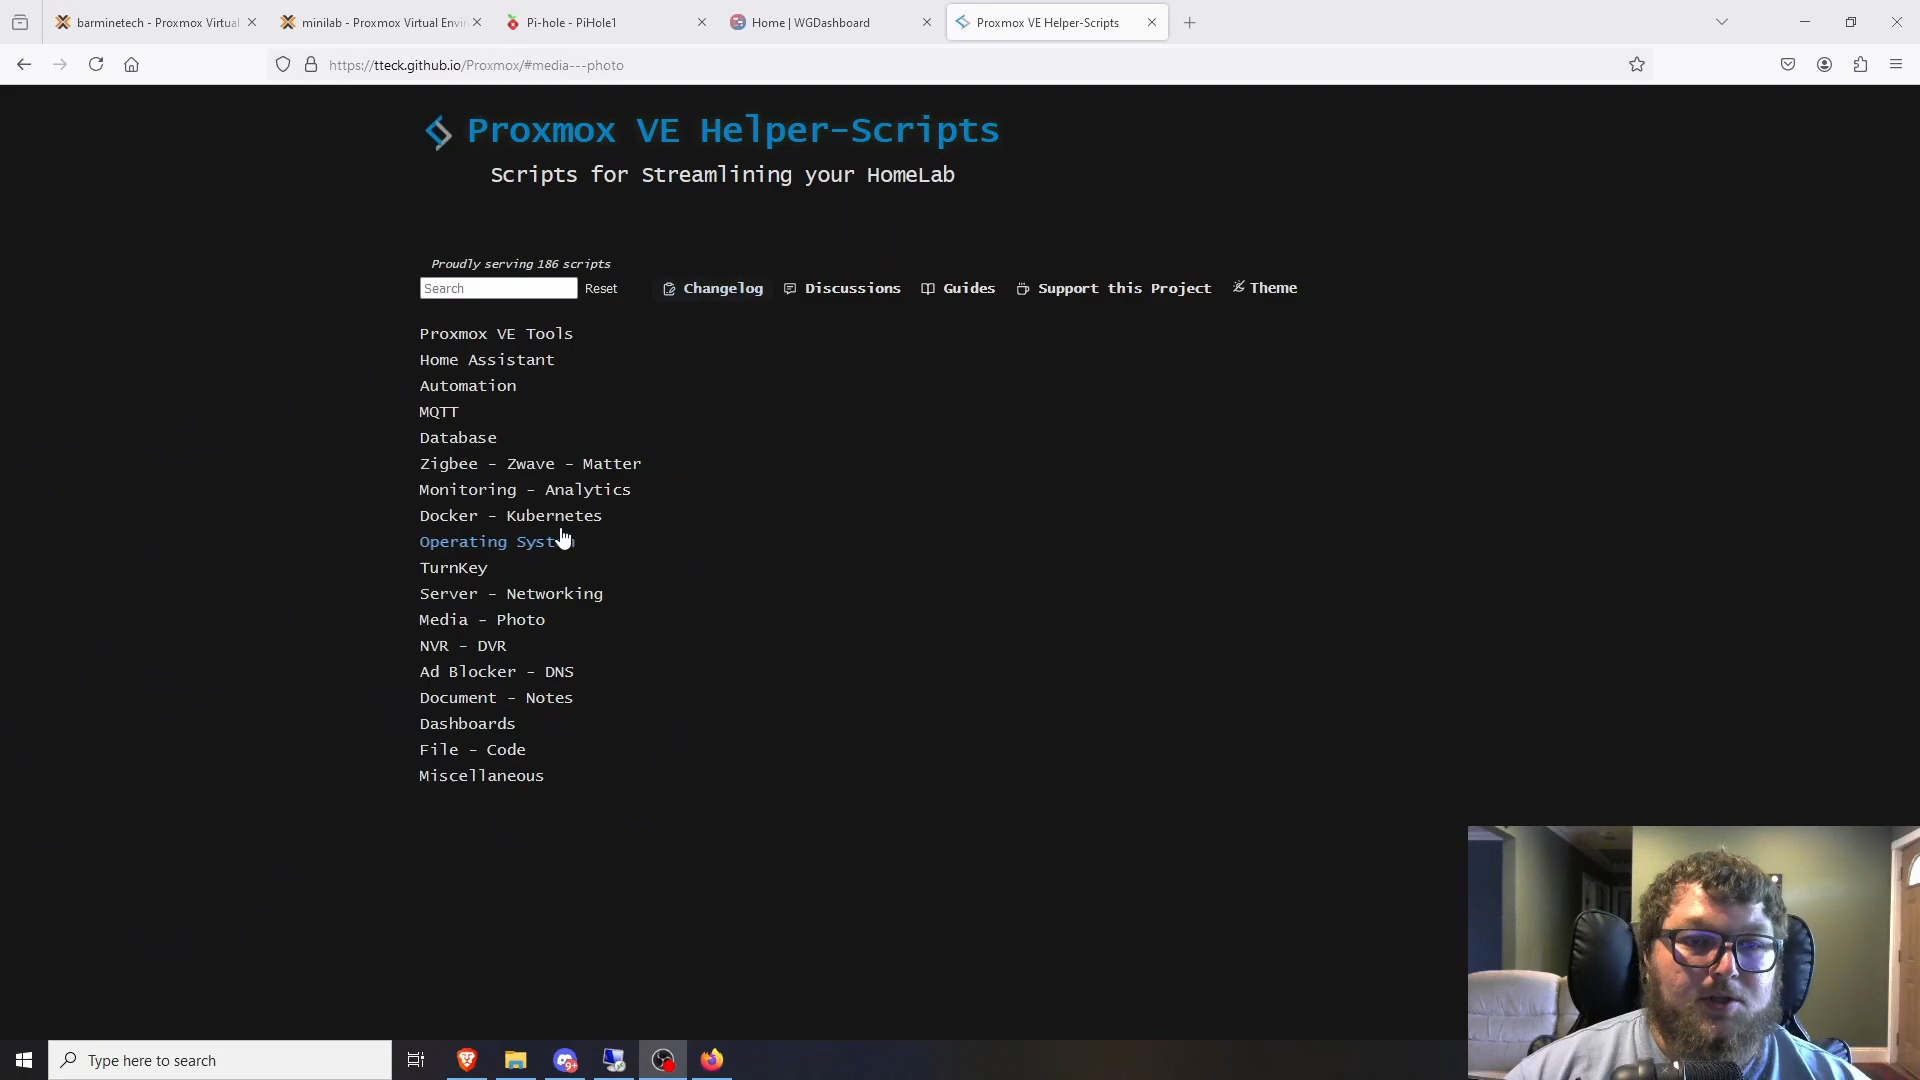 barminetech - Proxmox Virtual
minilab - Proxmox Virtual Envir
Pi-hole - PiHole1
Home | WGDashboard
Proxmox VE Helper-Scripts
https://tteck.github.io/Proxmox/#media---photo
Proxmox VE Helper-Scripts
Scripts for Streamlining your HomeLab
Proudly serving 186 scripts
Search Reset Changelog Discussions Guides Support this Project Theme
Proxmox VE Tools
Home Assistant
Automation
MQTT
Database
Zigbee - Zwave - Matter
Monitoring - Analytics
Docker - Kubernetes
Operating System
TurnKey
Server - Networking
Media - Photo
NVR - DVR
Ad Blocker - DNS
Document - Notes
Dashboards
File - Code
Miscellaneous
Type here to search
9+